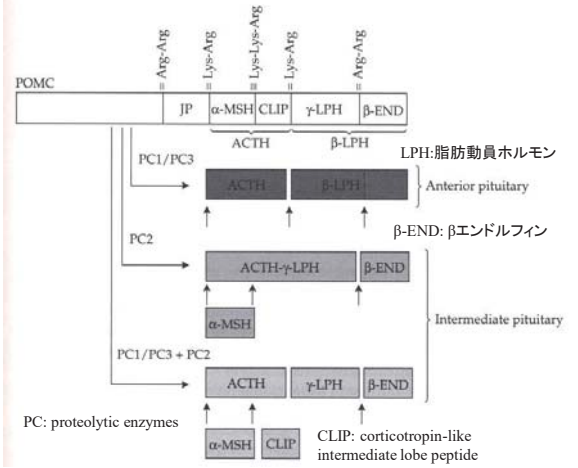 Arg-Arg
Lys-Arg
Lys-Lys-Arg
Lys-Arg
Arg-Arg
POMC
JP
α-MSH
CLIP
γ-LPH
β-END
ACTH
β-LPH
LPH:脂肪動員ホルモン
PC1/PC3
ACTH
β-LPH
Anterior pituitary
β-END: βエンドルフィン
PC2
ACTH-γ-LPH
β-END
α-MSH
Intermediate pituitary
PC1/PC3 + PC2
ACTH
γ-LPH
β-END
PC: proteolytic enzymes
α-MSH
CLIP
CLIP: corticotropin-like
intermediate lobe peptide